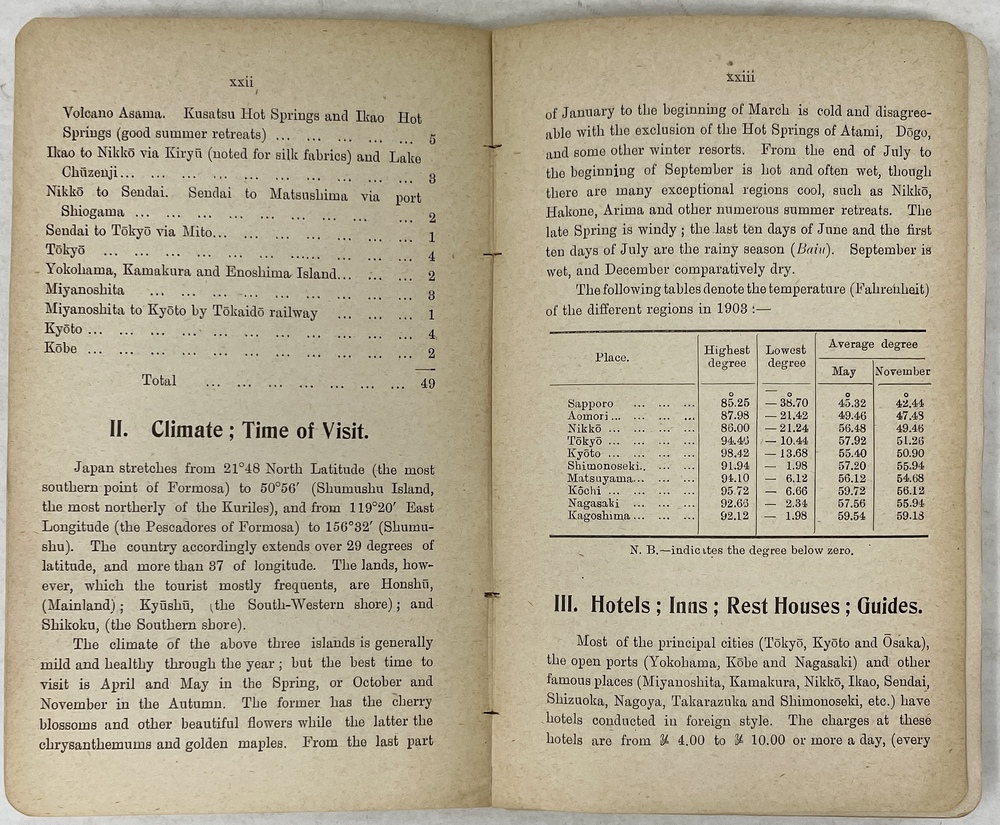 xxii
Volcano Asama. Kusatsu Hot Springs and Ikao Hot
Springs (good summer retreats) ... ... ... ... ... 5
Ikao to Nikkō via Kiryū (noted for silk fabrics) and Lake
Chūzenji... ... ... ... ... ... ... ... ... ... 3
Nikkō to Sendai. Sendai to Matsushima via port
Shiogama ... ... ... ... ... ... ... ... ... 2
Sendai to Tōkyō via Mito... ... ... ... ... ... ... 1
Tōkyō ... ... ... ... ... ...... ... ... ... 4
Yokohama, Kamakura and Enoshima Island... ... ... 2
Miyanoshita ... ... ... ... ... ... ... ... ... 3
Miyanoshita to Kyōto by Tōkaidō railway ... ... ... 1
Kyōto ... ... ... ... ... ... ... ... ... ... ... 4
Kōbe ... ... ... ... ... ... ... ... ... ... ... 2
Total ... ... ... ... ... ... ... 49
II. Climate ; Time of Visit.
Japan stretches from 21°48 North Latitude (the most
southern point of Formosa) to 50°56′ (Shumushu Island,
the most northerly of the Kuriles), and from 119°20′ East
Longitude (the Pescadores of Formosa) to 156°32′ (Shumu-
shu). The country accordingly extends over 29 degrees of
latitude, and more than 37 of longitude. The lands, how-
ever, which the tourist mostly frequents, are Honshū,
(Mainland) ; Kyūshū, (the South-Western shore) ; and
Shikoku, (the Southern shore).
The climate of the above three islands is generally
mild and healthy through the year ; but the best time to
visit is April and May in the Spring, or October and
November in the Autumn. The former has the cherry
blossoms and other beautiful flowers while the latter the
chrysanthemums and golden maples. From the last part
xxiii
of January to the beginning of March is cold and disagree-
able with the exclusion of the Hot Springs of Atami, Dōgo,
and some other winter resorts. From the end of July to
the beginning of September is hot and often wet, though
there are many exceptional regions cool, such as Nikkō,
Hakone, Arima and other numerous summer retreats. The
late Spring is windy ; the last ten days of June and the first
ten days of July are the rainy season (Baiu). September is
wet, and December comparatively dry.
The following tables denote the temperature (Fahrenheit)
of the different regions in 1903 :—
Place. Highest degree Lowest degree Average degree
May November
Sapporo ... ... ... 85.25 — 38.70 45.32 42.44
Aomori ... ... ... 87.98 — 21.42 49.46 47.48
Nikkō ... ... ... 86.00 — 21.24 56.48 49.46
Tōkyō ... ... ... 94.46 — 10.44 57.92 51.26
Kyōto ... ... ... 98.42 — 13.68 55.40 50.90
Shimonoseki.. ... ... 91.94 — 1.98 57.20 55.94
Matsuyama... ... ... 94.10 — 6.12 56.12 54.68
Kōchi ... ... ... 95.72 — 6.66 59.72 56.12
Nagasaki ... ... ... 92.66 — 2.34 57.56 55.94
Kagoshima ... ... ... 92.12 — 1.98 59.54 59.18
N. B.—indicates the degree below zero.
III. Hotels ; Inns ; Rest Houses ; Guides.
Most of the principal cities (Tōkyō, Kyōto and Ōsaka),
the open ports (Yokohama, Kōbe and Nagasaki) and other
famous places (Miyanoshita, Kamakura, Nikkō, Ikao, Sendai,
Shizuoka, Nagoya, Takarazuka and Shimonoseki, etc.) have
hotels conducted in foreign style. The charges at these
hotels are from ¥ 4.00 to ¥ 10.00 or more a day, (every